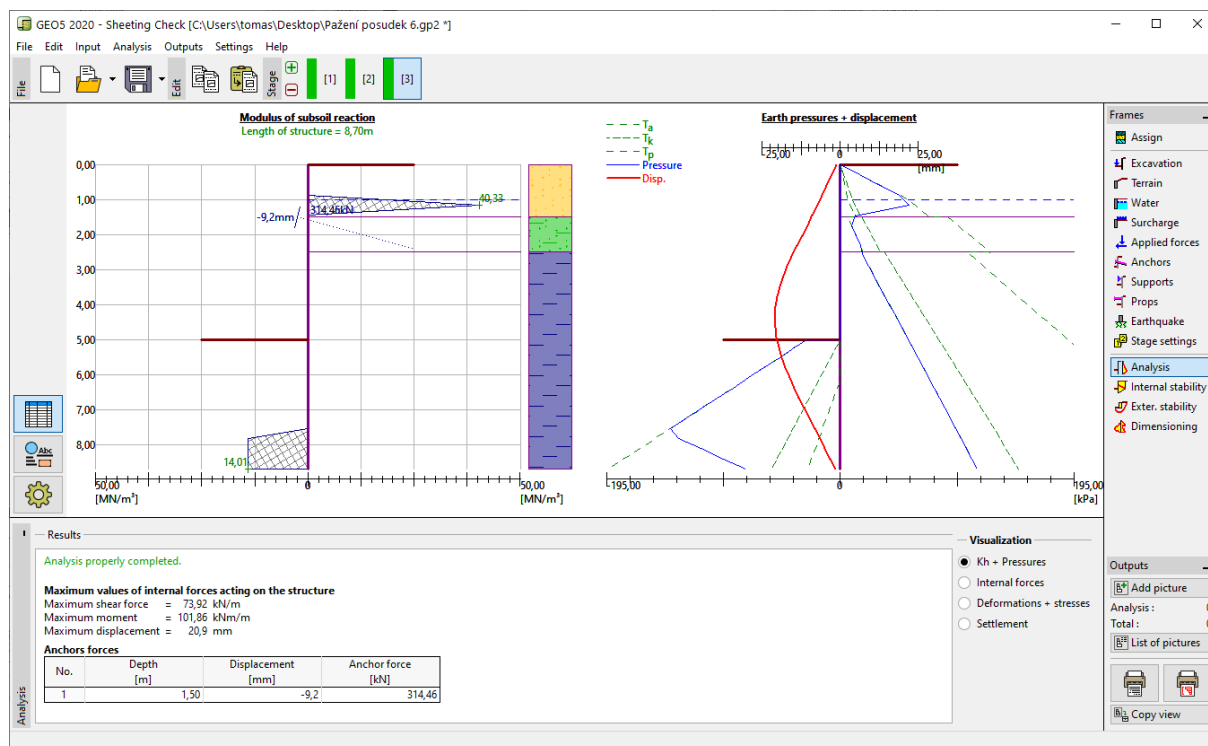 GEO5 2020 - Sheeting Check [C:\Users\tomas\Desktop\Pažení posudek 6.gp2 *]
File Edit Input Analysis Outputs Settings Help
File Edit Stage [1] [2] [3]
Modulus of subsoil reaction
Length of structure = 8,70m
0,00
1,00
2,00
3,00
4,00
5,00
6,00
7,00
8,00
40,33
314,46kN
-9,2mm
14,01
50,00 0 50,00
[MN/m³] [MN/m³]
Ta
Tk
Tp
Pressure
Disp.
Earth pressures + displacement
-25,00 0 25,00
[mm]
-195,00 0 195,00
[kPa]
Frames
Assign
Excavation
Terrain
Water
Surcharge
Applied forces
Anchors
Supports
Props
Earthquake
Stage settings
Analysis
Internal stability
Exter. stability
Dimensioning
Abc
Analysis
Results
Analysis properly completed.
Maximum values of internal forces acting on the structure
Maximum shear force = 73,92 kN/m
Maximum moment = 101,86 kNm/m
Maximum displacement = 20,9 mm
Anchors forces
No. Depth Displacement Anchor force
[m] [mm] [kN]
1 1,50 -9,2 314,46
Visualization
Kh + Pressures
Internal forces
Deformations + stresses
Settlement
Outputs
Add picture
Analysis :
Total :
List of pictures
Copy view